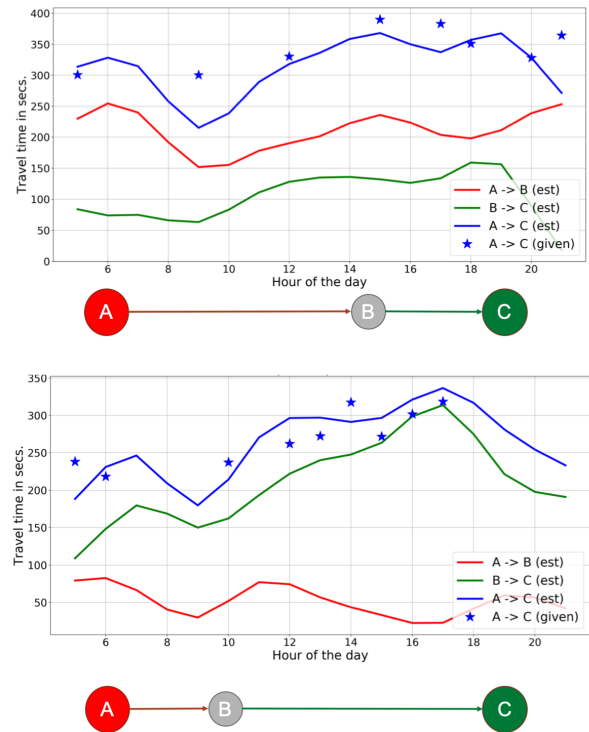 400
350
300
250
200
150
100
50
0
Travel time in secs.
A -> B (est)
B -> C (est)
A -> C (est)
A -> C (given)
6 8 10 12 14 16 18 20
Hour of the day
A B C
350
300
250
200
150
100
50
Travel time in secs.
A -> B (est)
B -> C (est)
A -> C (est)
A -> C (given)
6 8 10 12 14 16 18 20
Hour of the day
A B C